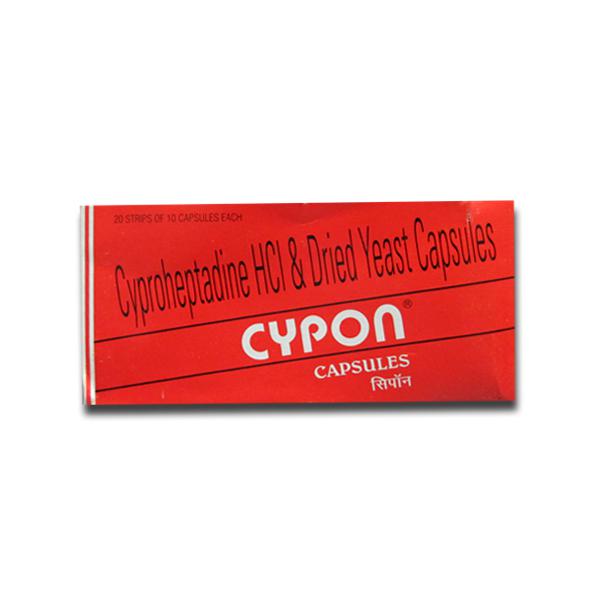 20 STRIPS OF 10 CAPSULES EACH
Cyproheptadine HCl & Dried Yeast Capsules
CYPON®
CAPSULES
सिपॉन